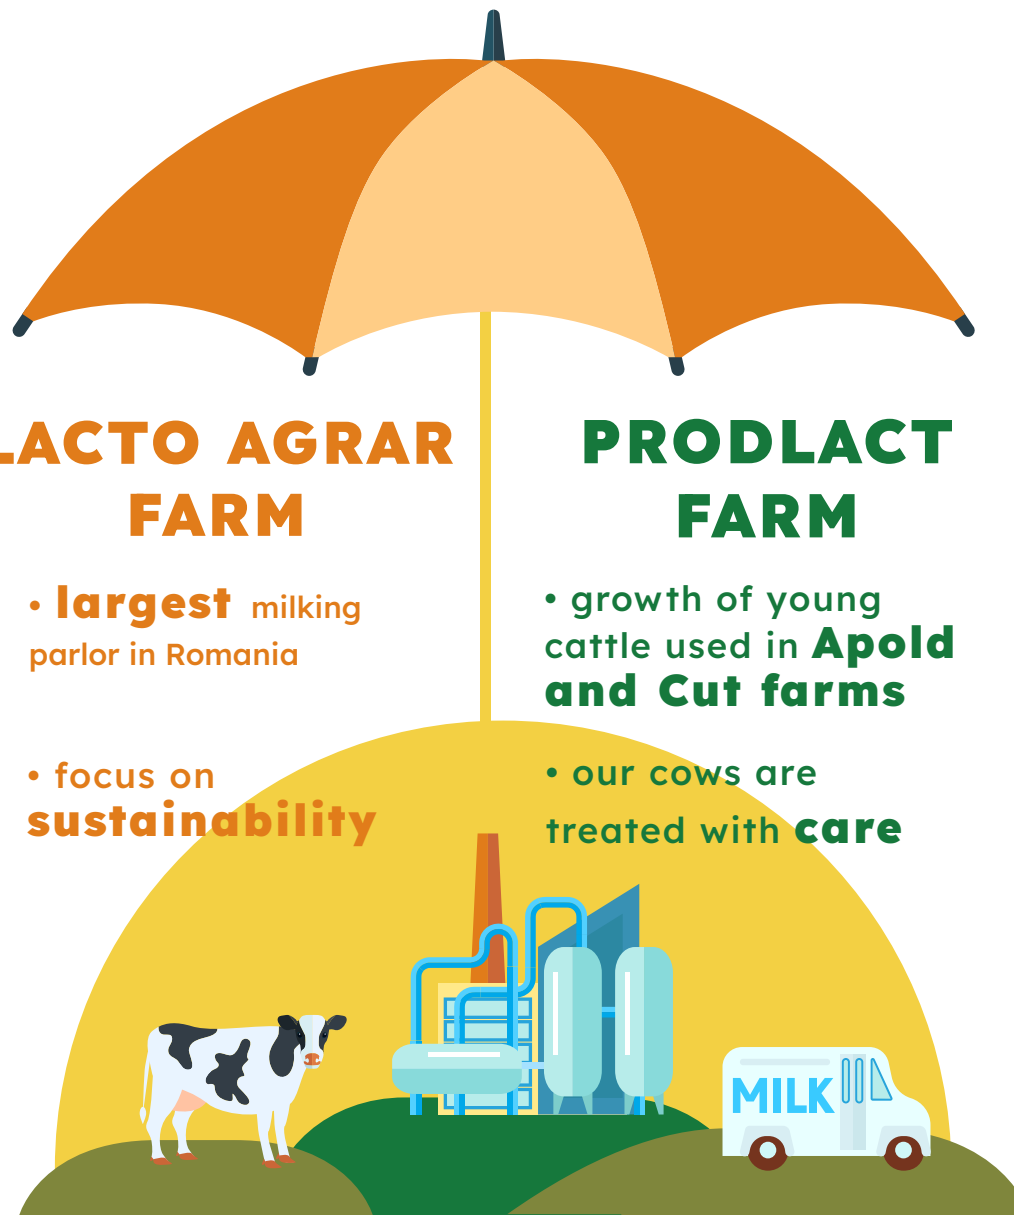 LACTO AGRAR
FARM
• largest milking
parlor in Romania
• focus on
sustainability
PRODLACT
FARM
• growth of young
cattle used in Apold
and Cut farms
• our cows are
treated with care
MILK